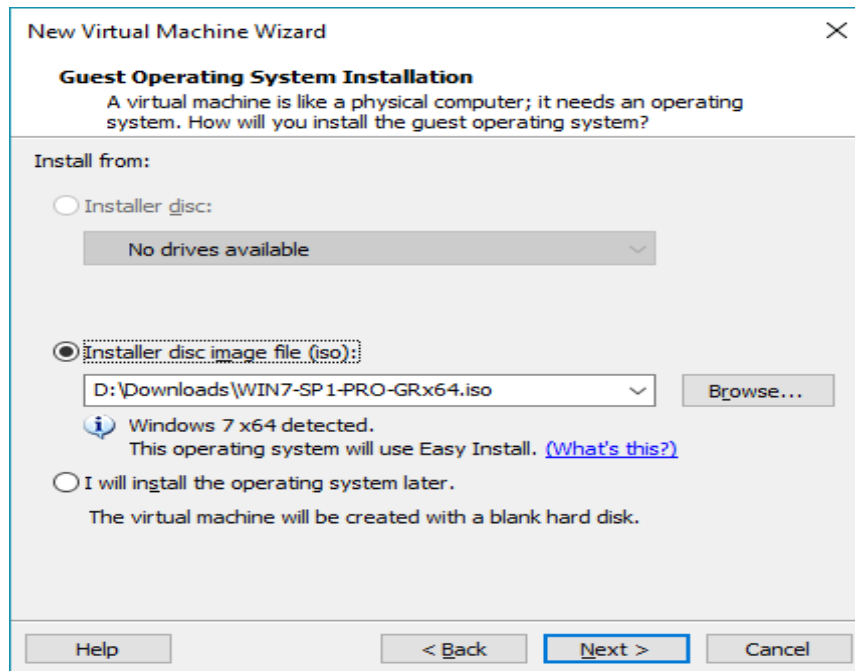 New Virtual Machine Wizard
Guest Operating System Installation
A virtual machine is like a physical computer; it needs an operating
system. How will you install the guest operating system?
Install from:
Installer disc:
No drives available
Installer disc image file (iso):
D:\Downloads\WIN7-SP1-PRO-GRx64.iso
Browse...
Windows 7 x64 detected.
This operating system will use Easy Install. (What's this?)
I will install the operating system later.
The virtual machine will be created with a blank hard disk.
Help
< Back
Next >
Cancel